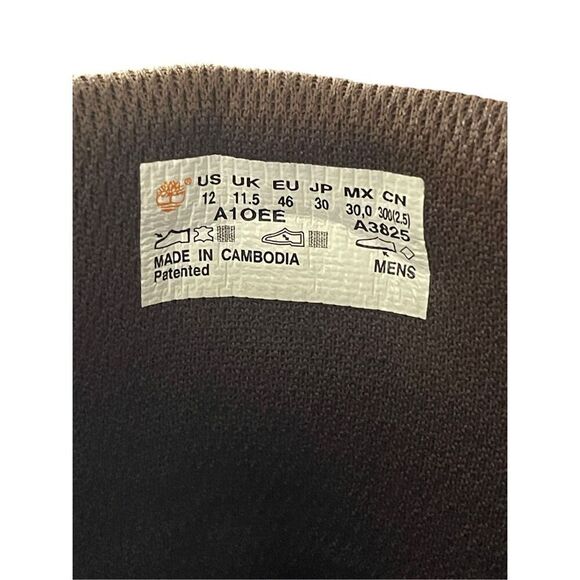 ® US UK EU JP MX CN
12 11.5 46 30 30,0 300(2.5)
A1OEE A3825
MADE IN CAMBODIA MENS
Patented